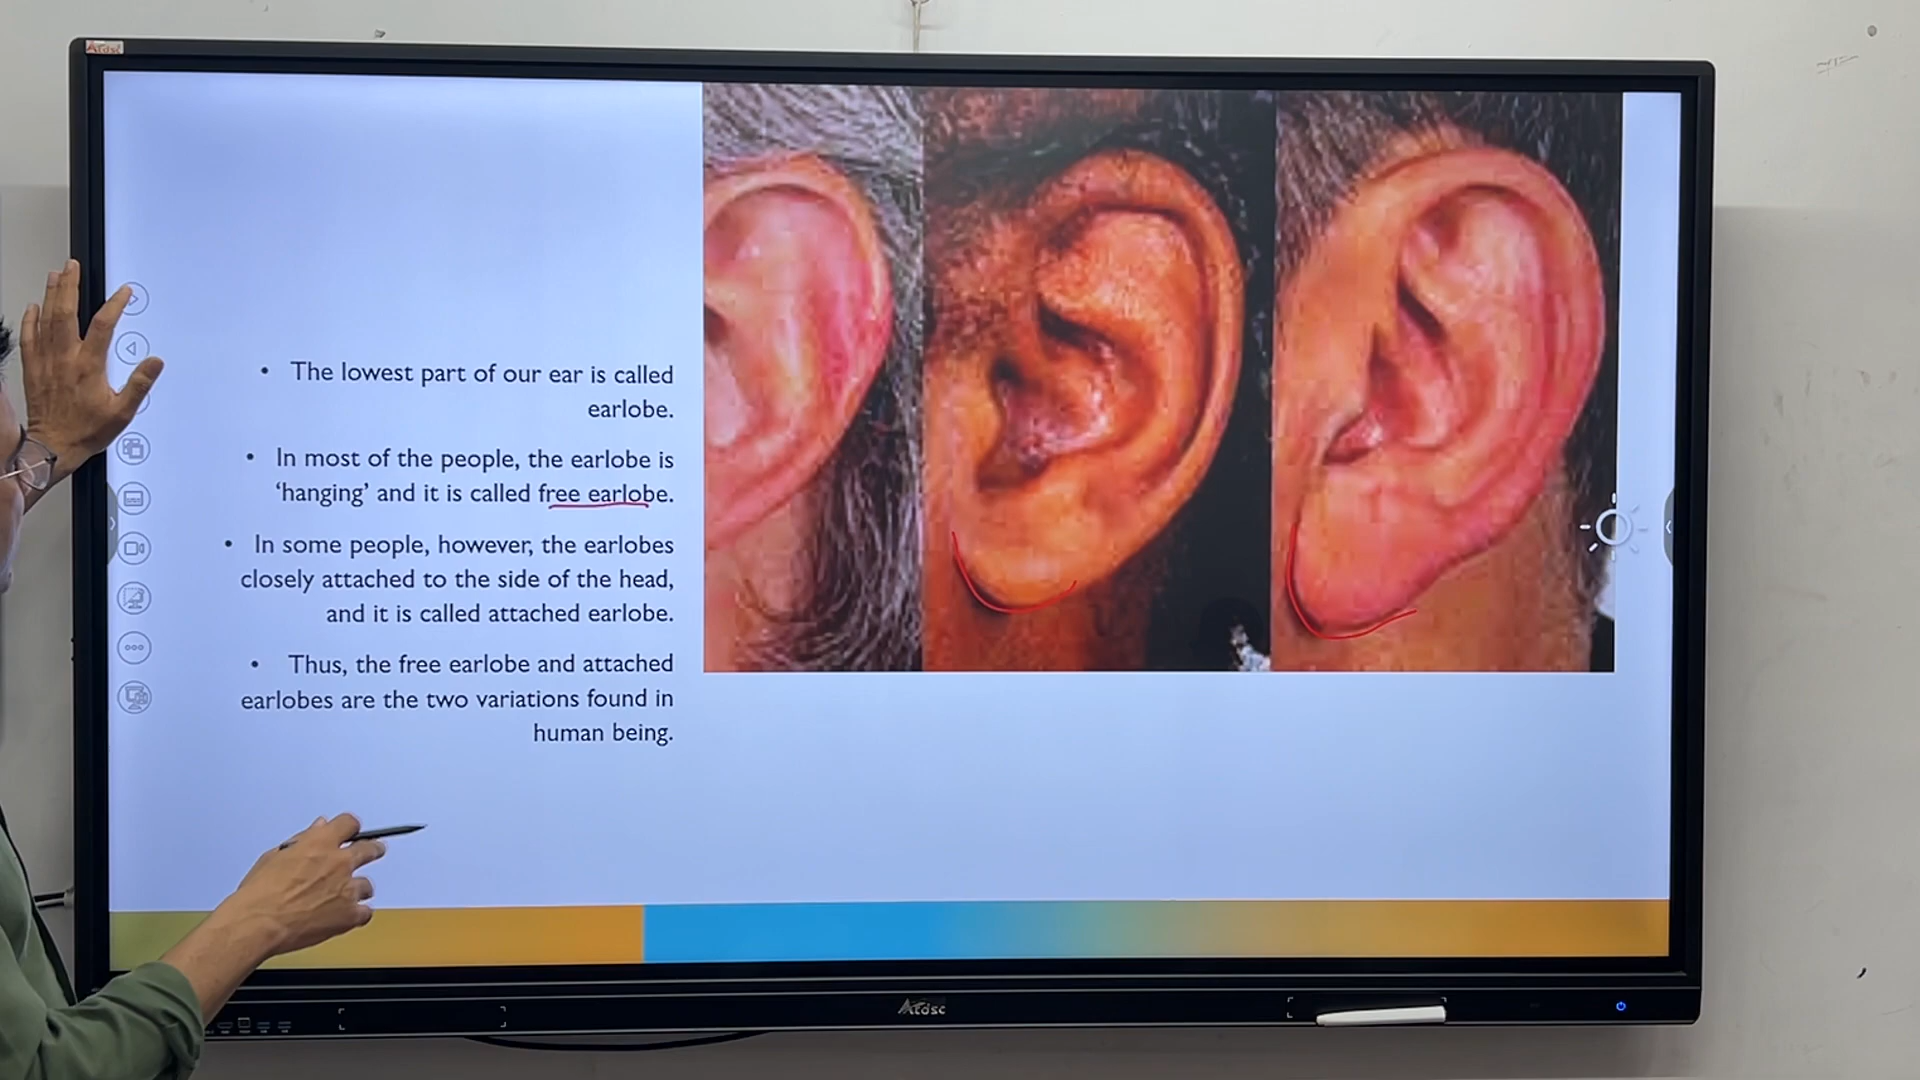 Atdsc
• The lowest part of our ear is called
earlobe.
• In most of the people, the earlobe is
‘hanging’ and it is called free earlobe.
• In some people, however, the earlobes
closely attached to the side of the head,
and it is called attached earlobe.
• Thus, the free earlobe and attached
earlobes are the two variations found in
human being.
Atdsc